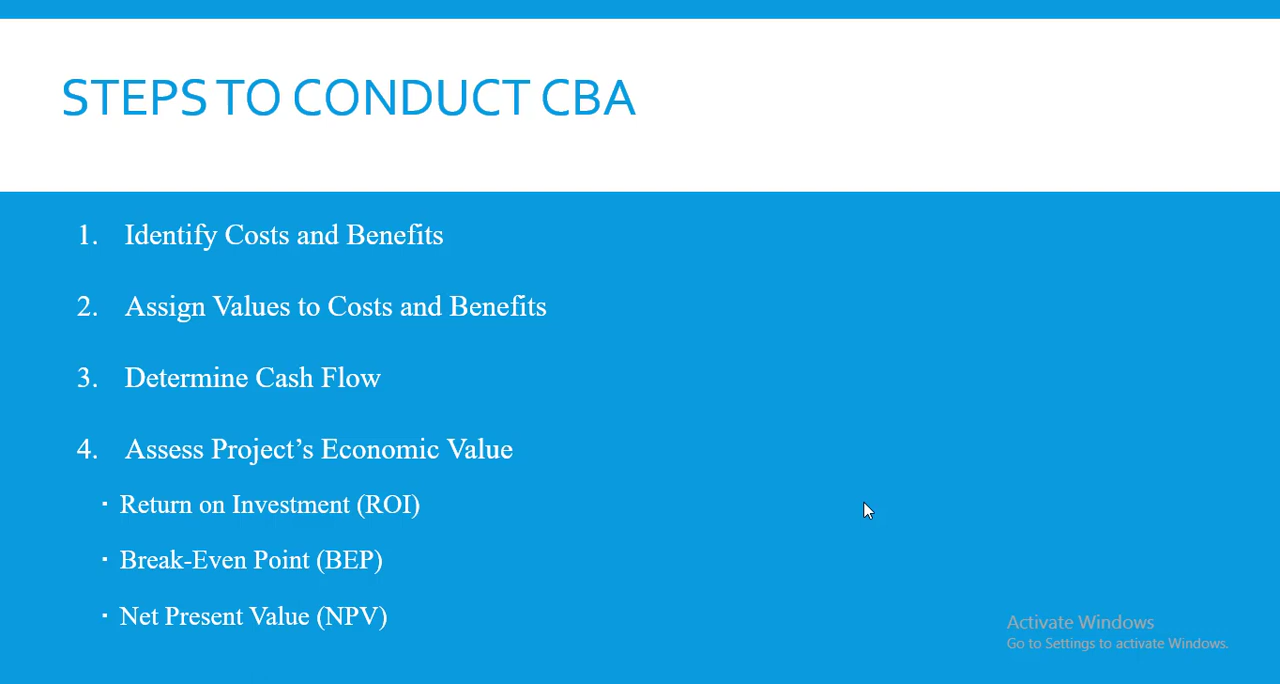 STEPS TO CONDUCT CBA
1. Identify Costs and Benefits
2. Assign Values to Costs and Benefits
3. Determine Cash Flow
4. Assess Project’s Economic Value
▪ Return on Investment (ROI)
▪ Break-Even Point (BEP)
▪ Net Present Value (NPV)
Activate Windows
Go to Settings to activate Windows.